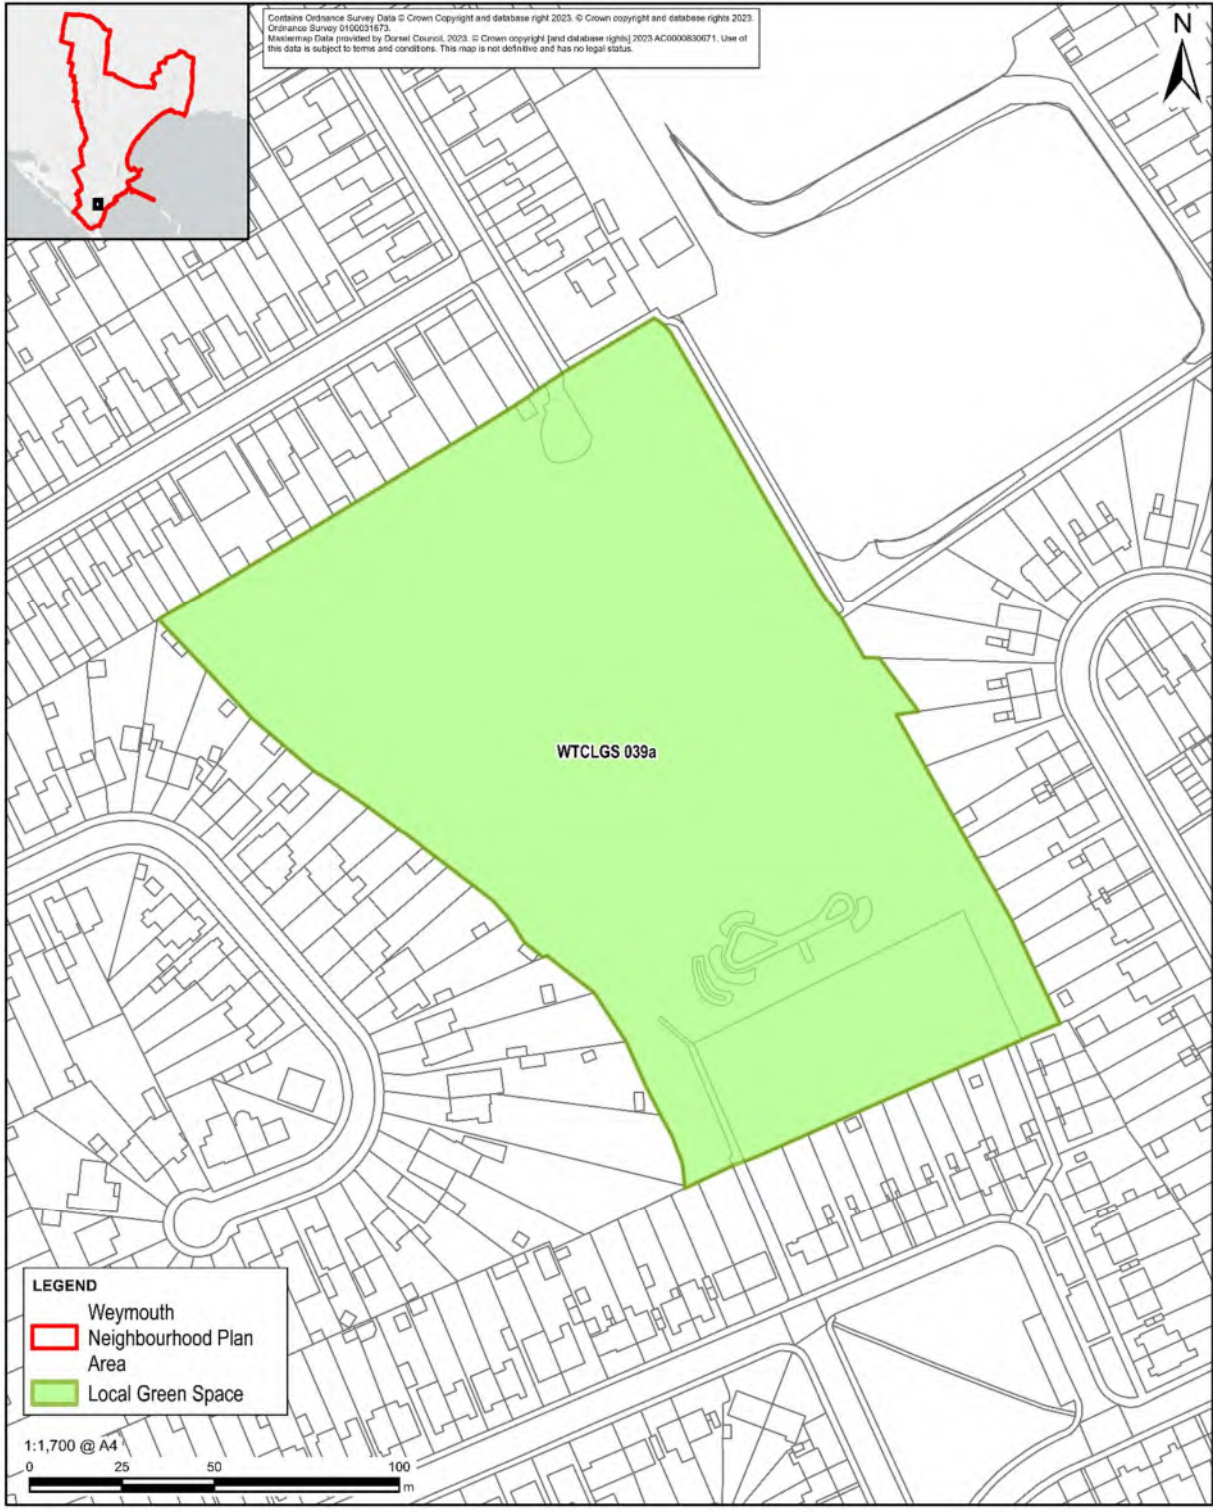 Contains Ordnance Survey Data © Crown Copyright and database right 2023. © Crown copyright and database rights 2023.
Ordnance Survey 0100031673.
Mastermap Data provided by Dorset Council, 2023. © Crown copyright [and database rights] 2023 AC0000830671. Use of
this data is subject to terms and conditions. This map is not definitive and has no legal status.
N
WTCLGS 039a
LEGEND
Weymouth
Neighbourhood Plan
Area
Local Green Space
1:1,700 @ A4
0 25 50 100
m